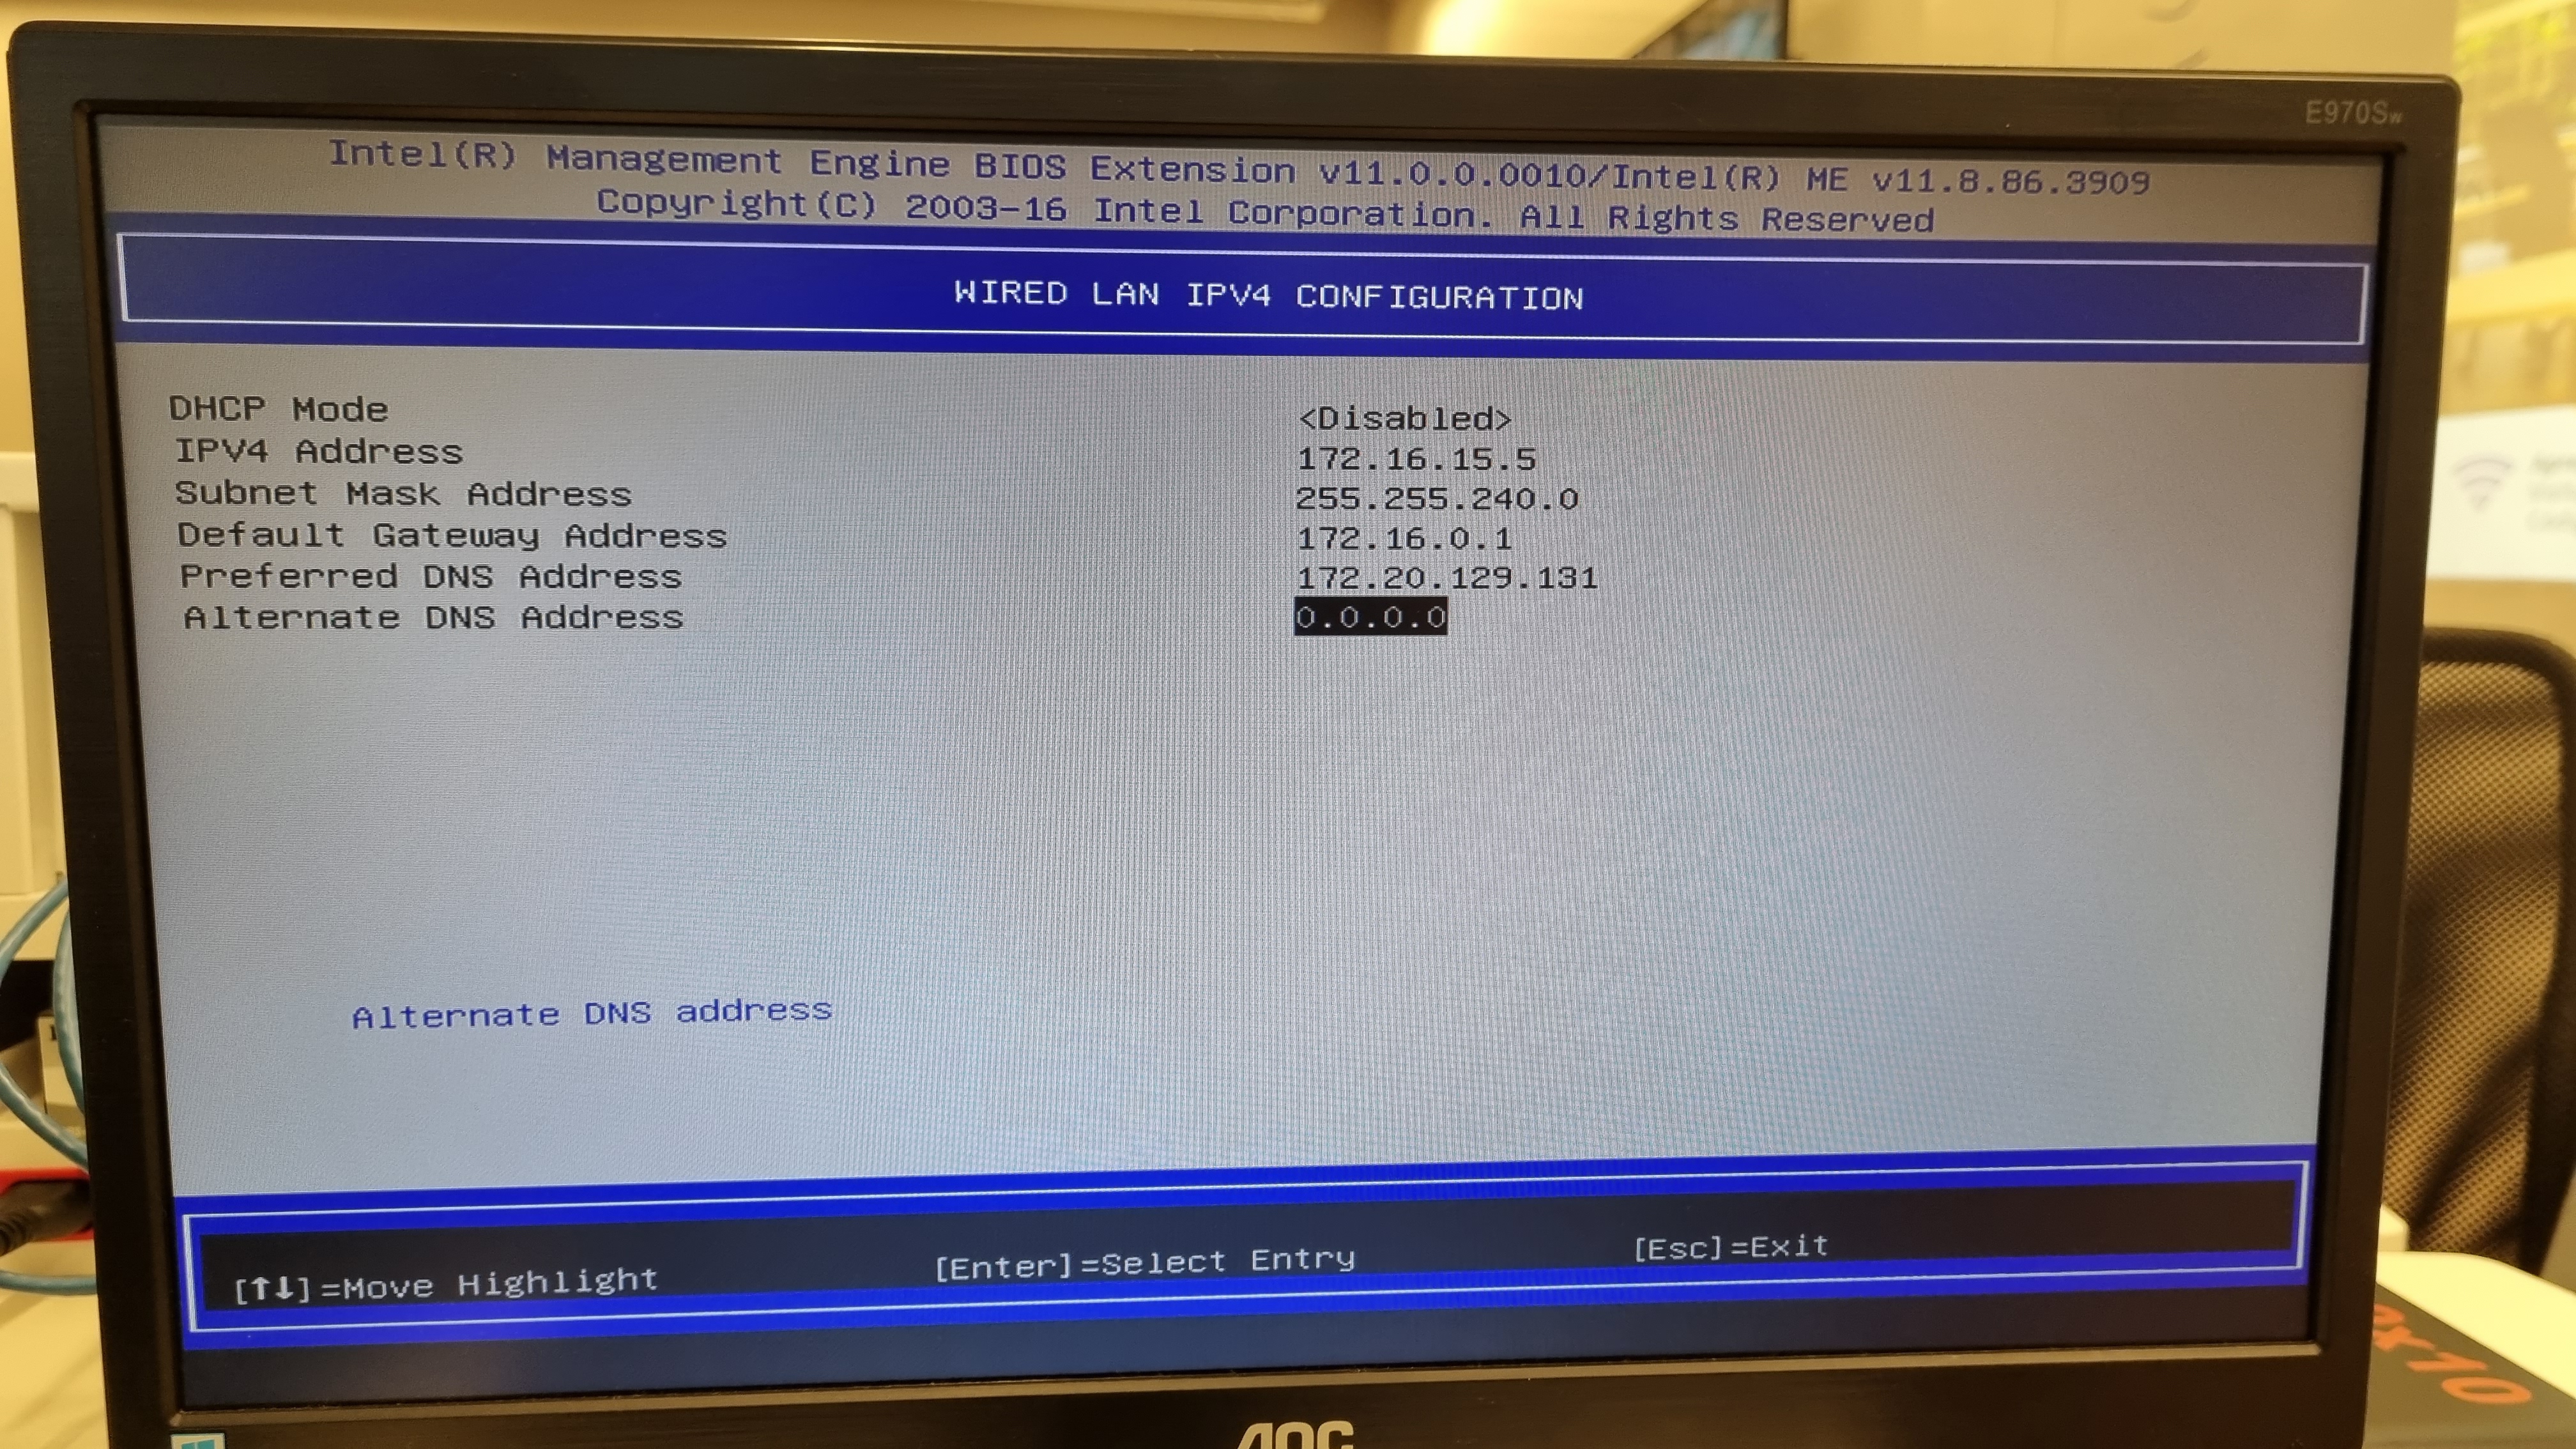 E970Sw
Intel(R) Management Engine BIOS Extension v11.0.0.0010/Intel(R) ME v11.8.86.3909
Copyright(C) 2003-16 Intel Corporation. All Rights Reserved
WIRED LAN IPV4 CONFIGURATION
DHCP Mode <Disabled>
IPV4 Address 172.16.15.5
Subnet Mask Address 255.255.240.0
Default Gateway Address 172.16.0.1
Preferred DNS Address 172.20.129.131
Alternate DNS Address 0.0.0.0
Alternate DNS address
[↑↓]=Move Highlight [Enter]=Select Entry [Esc]=Exit
AOC